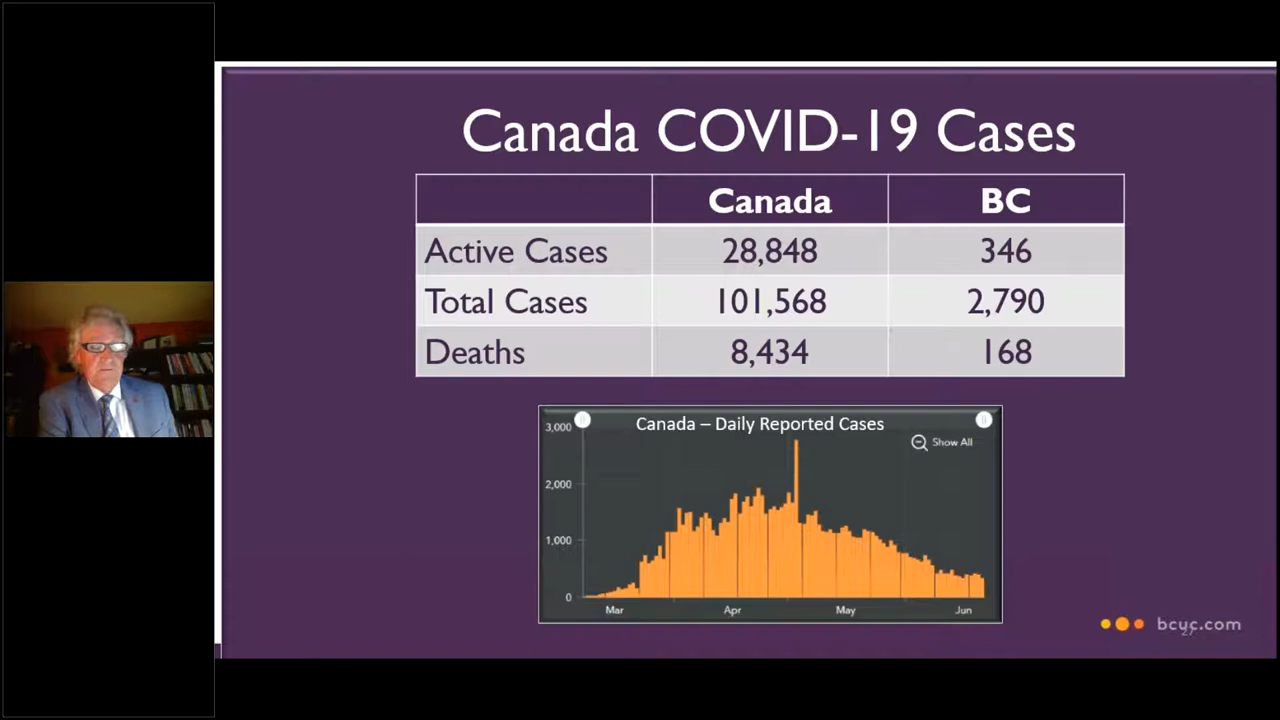 Canada COVID-19 Cases
Canada BC
Active Cases 28,848 346
Total Cases 101,568 2,790
Deaths 8,434 168
Canada – Daily Reported Cases
Show All
3,000
2,000
1,000
0
Mar Apr May Jun
bcyc.com
27